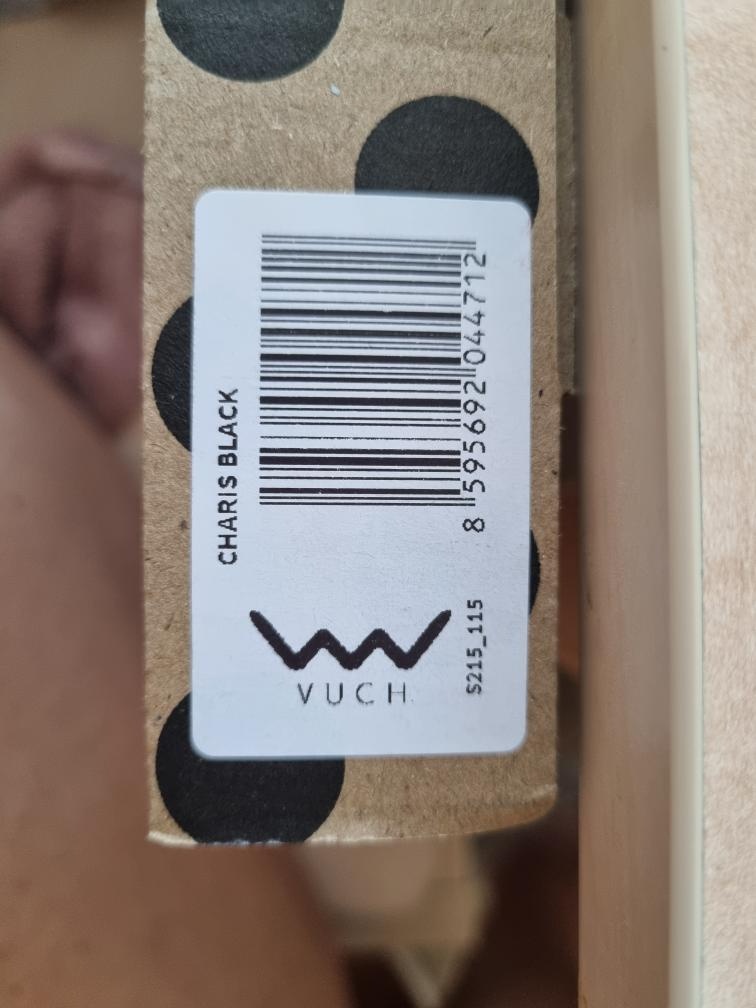 CHARIS BLACK
8 595692 044712
VUCH
S215_115